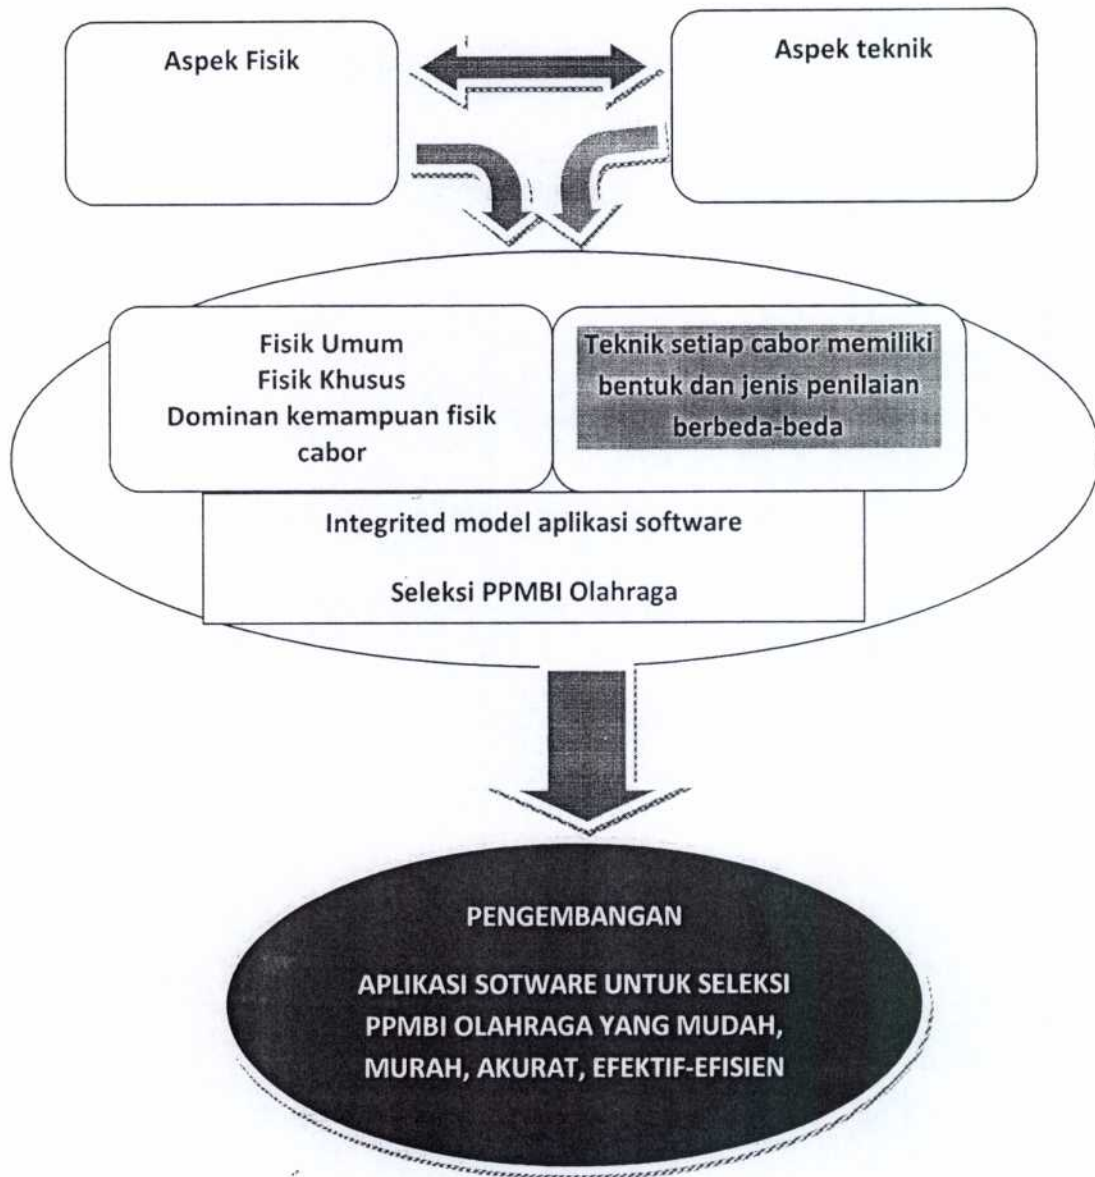 Aspek Fisik
Aspek teknik
Fisik Umum
Fisik Khusus
Dominan kemampuan fisik
cabor
Teknik setiap cabor memiliki
bentuk dan jenis penilaian
berbeda-beda
Integrited model aplikasi software
Seleksi PPMBI Olahraga
PENGEMBANGAN
APLIKASI SOTWARE UNTUK SELEKSI
PPMBI OLAHRAGA YANG MUDAH,
MURAH, AKURAT, EFEKTIF-EFISIEN